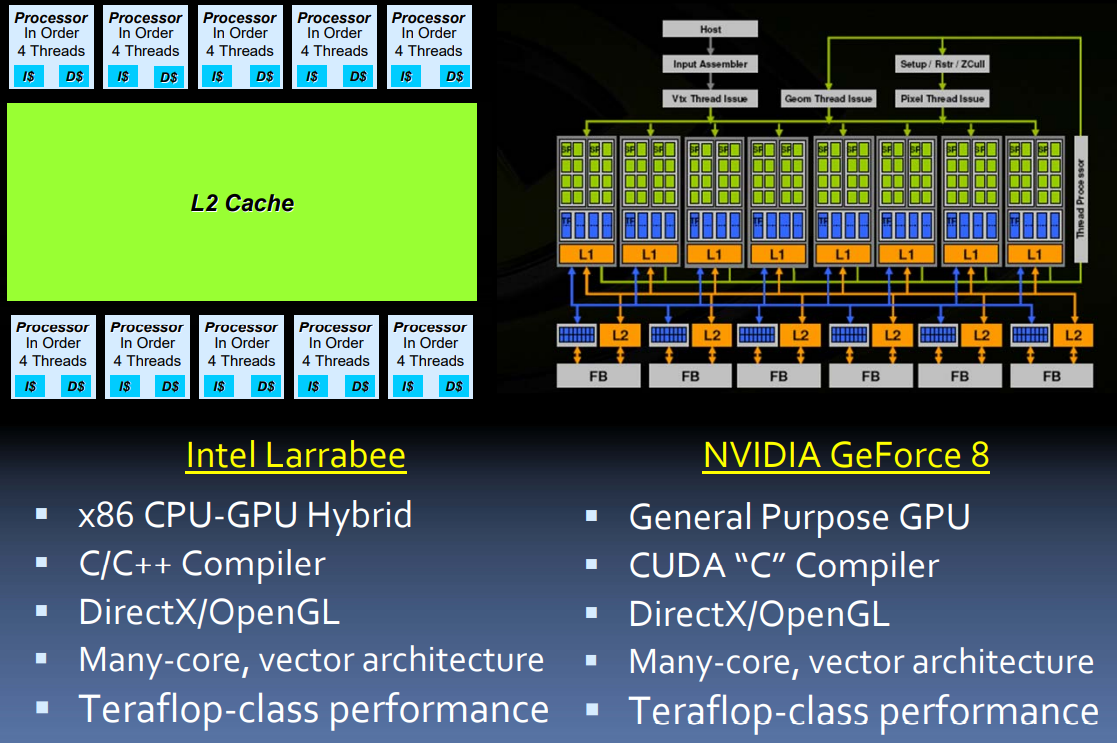 Processor
In Order
4 Threads
I$ D$
Processor
In Order
4 Threads
I$ D$
Processor
In Order
4 Threads
I$ D$
Processor
In Order
4 Threads
I$ D$
Processor
In Order
4 Threads
I$ D$
L2 Cache
Processor
In Order
4 Threads
I$ D$
Processor
In Order
4 Threads
I$ D$
Processor
In Order
4 Threads
I$ D$
Processor
In Order
4 Threads
I$ D$
Processor
In Order
4 Threads
I$ D$
Host
Input Assembler
Setup / Rstr / ZCull
Vtx Thread Issue
Geom Thread Issue
Pixel Thread Issue
Thread Processor
SP SP SP SP SP SP SP SP SP SP SP SP SP SP SP SP
TF TF TF TF TF TF TF TF
L1 L1 L1 L1 L1 L1 L1 L1
L2 L2 L2 L2 L2 L2
FB FB FB FB FB FB
Intel Larrabee
▪ x86 CPU-GPU Hybrid
▪ C/C++ Compiler
▪ DirectX/OpenGL
▪ Many-core, vector architecture
▪ Teraflop-class performance
NVIDIA GeForce 8
▪ General Purpose GPU
▪ CUDA “C” Compiler
▪ DirectX/OpenGL
▪ Many-core, vector architecture
▪ Teraflop-class performance